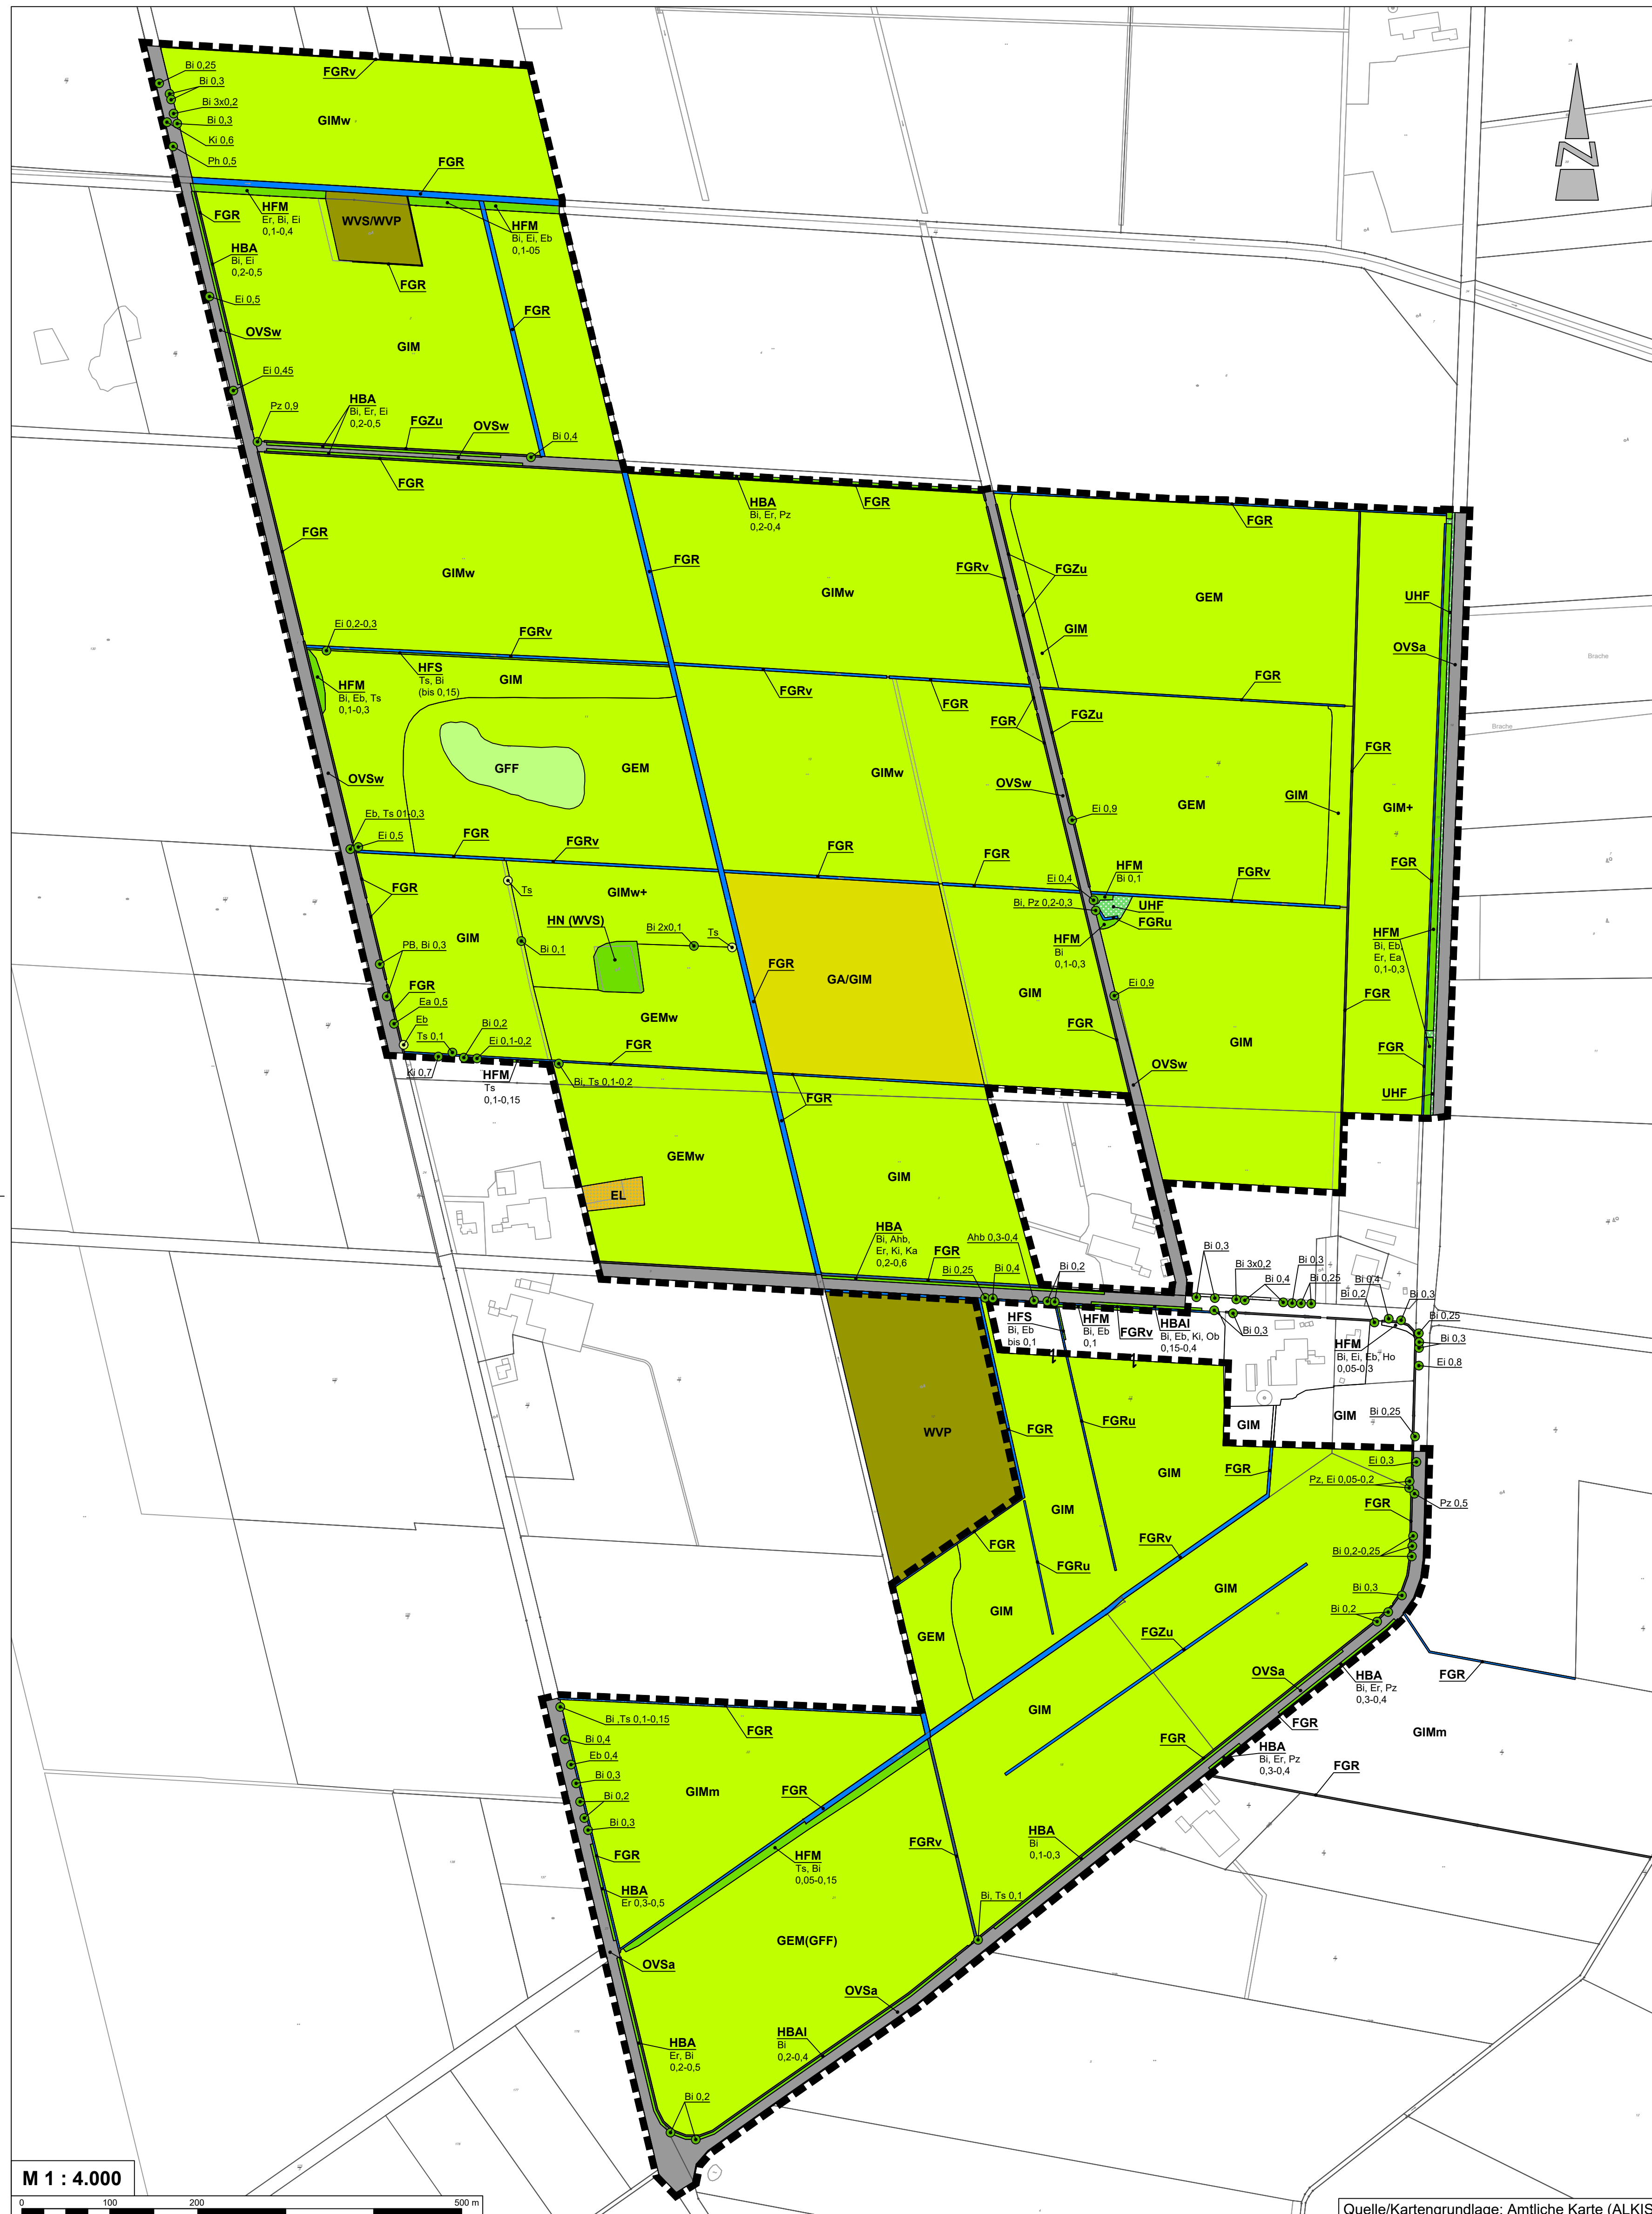 FGRv
Bi 0,25
Bi 0,3
Bi 3x0,2
Bi 0,3
GIMw
Ki 0,6
Ph 0,5
FGR
N
FGR
HFM
Er, Bi, Ei
0,1-0,4
WVS/WVP
HFM
Bi, Ei, Eb
0,1-05
HBA
Bi, Ei
0,2-0,5
FGR
Ei 0,5
FGR
OVSw
GIM
Ei 0,45
HBA
Bi, Er, Ei
0,2-0,5
Pz 0,9
FGZu
OVSw
Bi 0,4
FGR
HBA
Bi, Er, Pz
0,2-0,4
FGR
FGR
FGR
FGR
FGRv
FGZu
GIMw
GIMw
GEM
UHF
Ei 0,2-0,3
FGRv
GIM
OVSa
Brache
HFS
Ts, Bi
(bis 0,15)
GIM
HFM
Bi, Eb, Ts
0,1-0,3
FGRv
FGR
FGR
FGR
FGZu
Brache
FGR
GFF
GEM
GIMw
OVSw
OVSw
GEM
GIM
GIM+
Eb, Ts 01-0,3
Ei 0,5
FGR
FGRv
FGR
FGR
Ei 0,9
HFM
Bi 0,1
FGRv
FGR
FGR
Ts
GIMw+
Ei 0,4
Bi, Pz 0,2-0,3
UHF
FGRu
HN (WVS)
Bi 2x0,1
Ts
GIM
Bi 0,1
HFM
Bi
0,1-0,3
HFM
Bi, Eb,
Er, Ea
0,1-0,3
PB, Bi 0,3
FGR
GA/GIM
GIM
Ei 0,9
FGR
FGR
Ea 0,5
Eb
Ts 0,1
Bi 0,2
Ei 0,1-0,2
GEMw
FGR
FGR
GIM
FGR
OVSw
Ki 0,7
HFM
Ts
0,1-0,15
Bi, Ts 0,1-0,2
FGR
UHF
GEMw
GIM
EL
HBA
Bi, Ahb,
Er, Ki, Ka
0,2-0,6
Ahb 0,3-0,4
FGR
Bi 0,25
Bi 0,4
Bi 0,2
Bi 0,3
Bi 3x0,2
Bi 0,4
Bi 0,3
Bi 0,25
Bi 0,4
Bi 0,2
Bi 0,3
Bi 0,25
HFS
Bi, Eb
bis 0,1
HFM
Bi, Eb
0,1
FGRv
HBAI
Bi, Eb, Ki, Ob
0,15-0,4
Bi 0,3
HFM
Bi, Ei, Eb, Ho
0,05-0,3
Bi 0,3
Ei 0,8
WVP
FGR
FGRu
GIM
GIM
Bi 0,25
GIM
FGR
Ei 0,3
Pz, Ei 0,05-0,2
Pz 0,5
FGR
GIM
FGR
FGRu
FGRv
Bi 0,2-0,25
GIM
Bi 0,3
Bi 0,2
GIM
GEM
FGZu
OVSa
HBA
Bi, Er, Pz
0,3-0,4
FGR
GIM
FGR
GIMm
Bi ,Ts 0,1-0,15
FGR
Bi 0,4
Eb 0,4
Bi 0,3
Bi 0,2
Bi 0,3
GIMm
FGR
FGR
HBA
Bi, Er, Pz
0,3-0,4
FGR
FGR
HFM
Ts, Bi
0,05-0,15
FGRv
HBA
Bi
0,1-0,3
HBA
Er 0,3-0,5
Bi, Ts 0,1
GEM(GFF)
OVSa
OVSa
HBA
Er, Bi
0,2-0,5
HBAI
Bi
0,2-0,4
Bi 0,2
M 1 : 4.000
0 100 200 500 m
Quelle/Kartengrundlage: Amtliche Karte (ALKIS